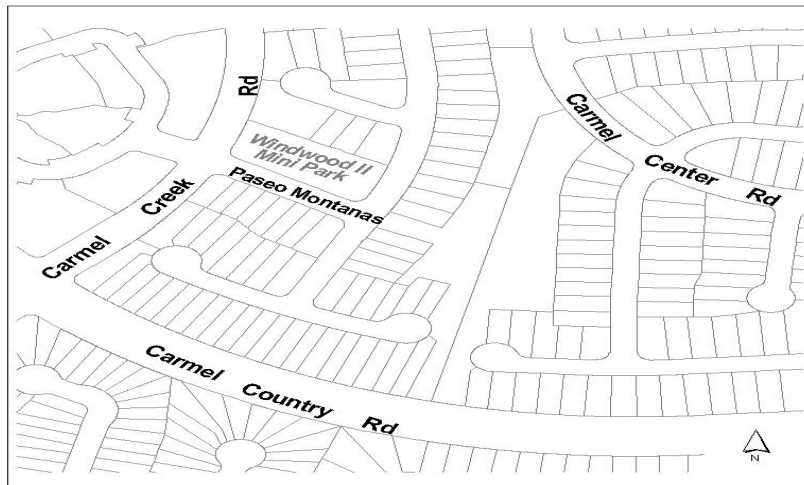 Carmel Creek Rd
Windwood II
Mini Park
Paseo Montanas
Carmel Center Rd
Carmel Country Rd
N